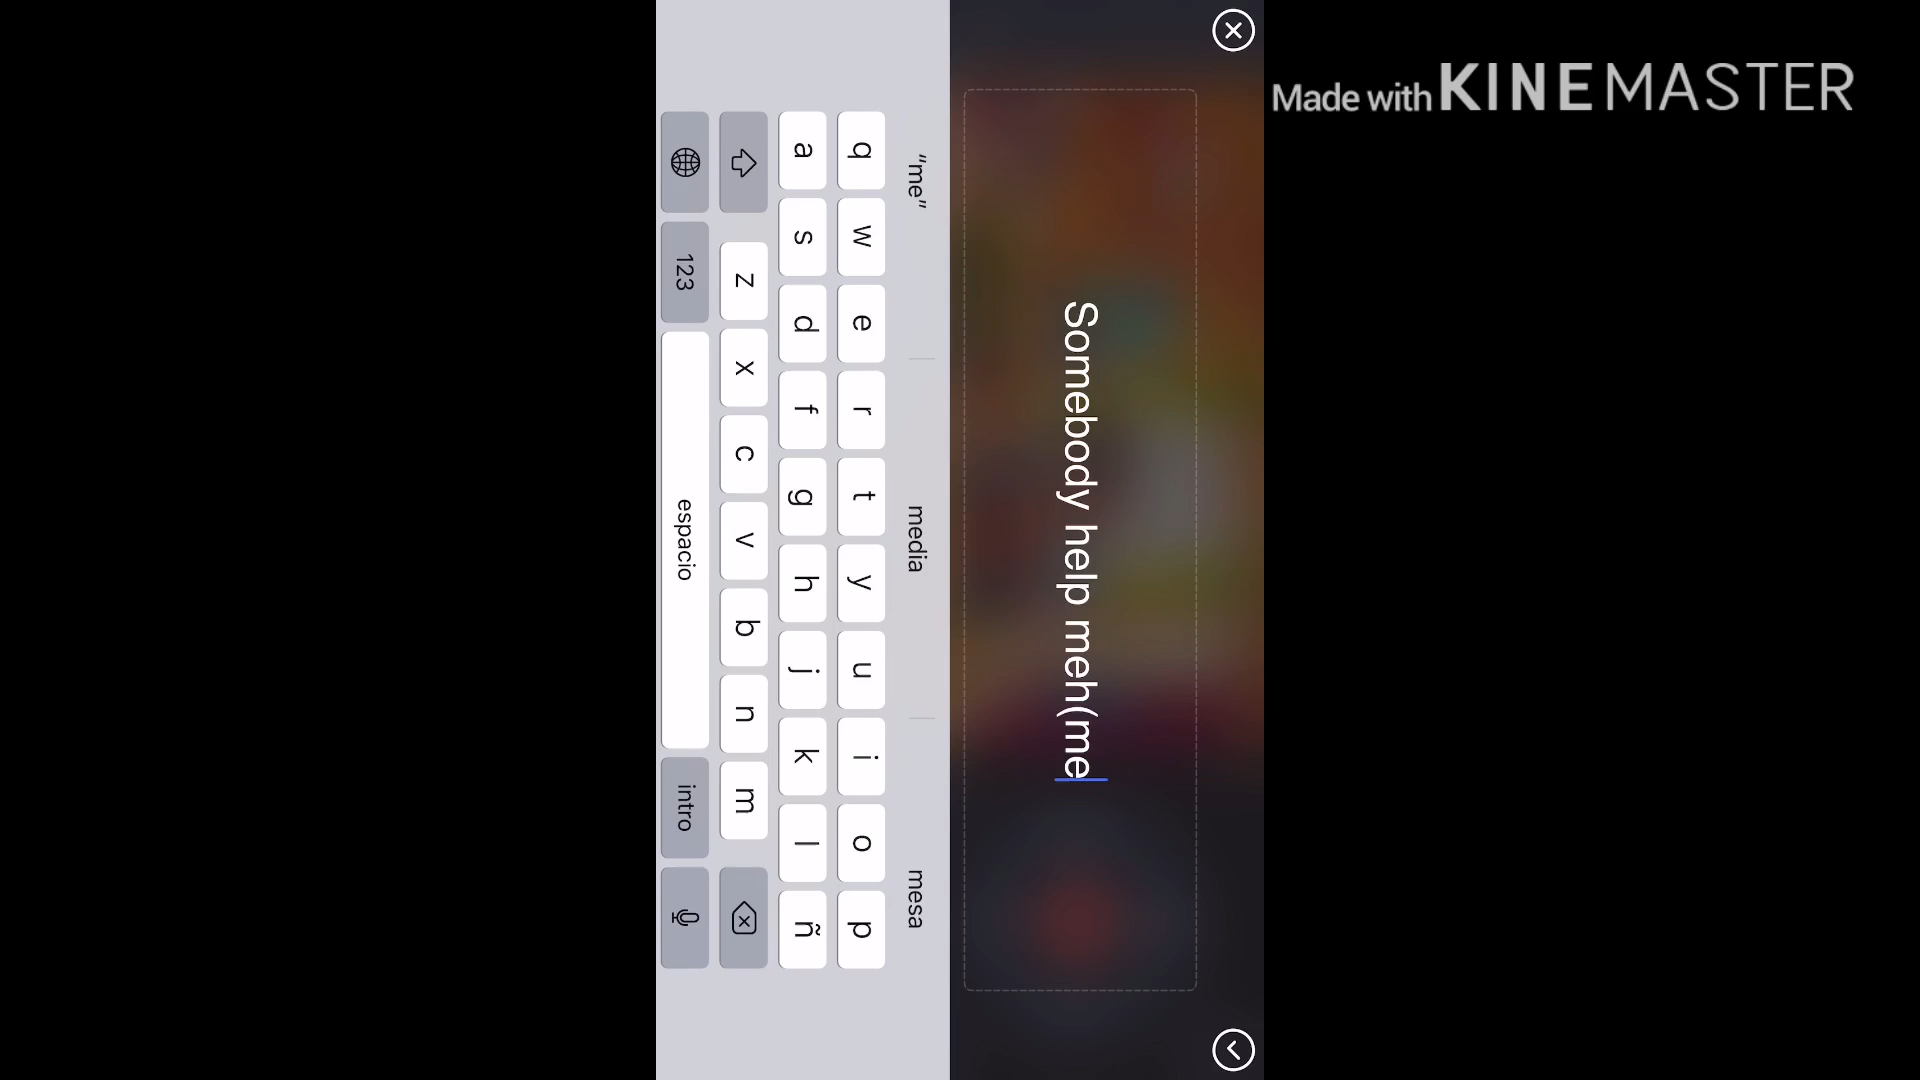 Made with KINEMASTER
Somebody help meh(me
"me" media mesa
q w e r t y u i o p
a s d f g h j k l ñ
z x c v b n m
123 espacio intro